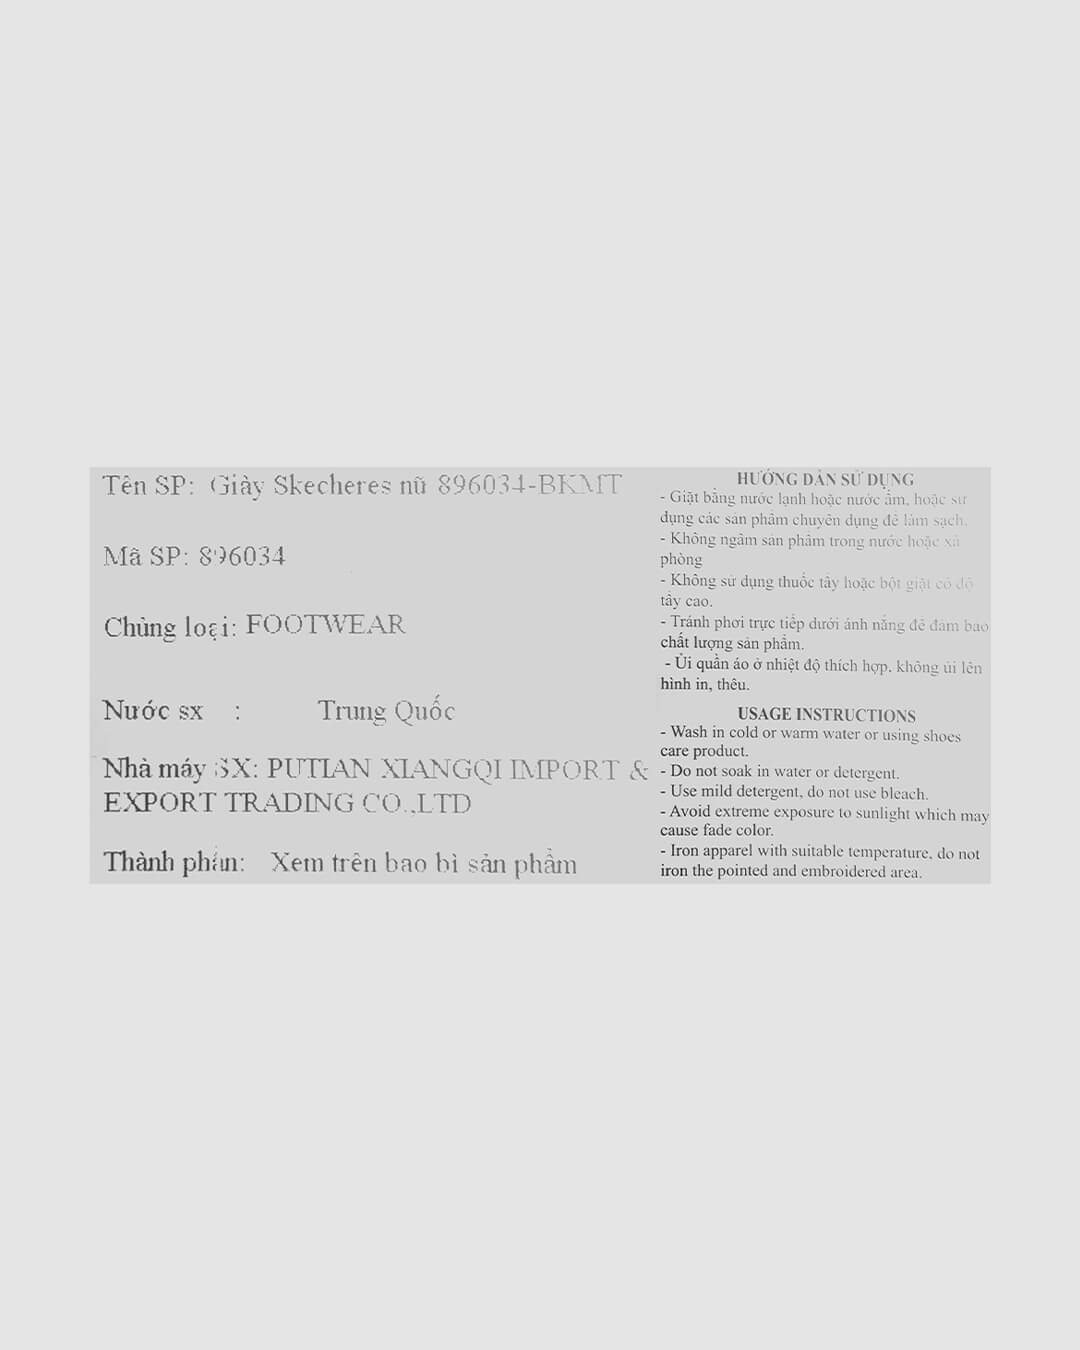 Tên SP: Giày Skecheres nữ 896034-BKMT
Mã SP: 896034
Chủng loại: FOOTWEAR
Nước sx : Trung Quốc
Nhà máy SX: PUTIAN XIANGQI IMPORT &
EXPORT TRADING CO.,LTD
Thành phần: Xem trên bao bì sản phẩm
HƯỚNG DẪN SỬ DỤNG
- Giặt bằng nước lạnh hoặc nước ấm, hoặc sử
dụng các sản phẩm chuyên dụng để làm sạch.
- Không ngâm sản phẩm trong nước hoặc xà
phòng
- Không sử dụng thuốc tẩy hoặc bột giặt có độ
tẩy cao.
- Tránh phơi trực tiếp dưới ánh nắng để đảm bảo
chất lượng sản phẩm.
- Ủi quần áo ở nhiệt độ thích hợp, không ủi lên
hình in, thêu.
USAGE INSTRUCTIONS
- Wash in cold or warm water or using shoes
care product.
- Do not soak in water or detergent.
- Use mild detergent, do not use bleach.
- Avoid extreme exposure to sunlight which may
cause fade color.
- Iron apparel with suitable temperature, do not
iron the pointed and embroidered area.